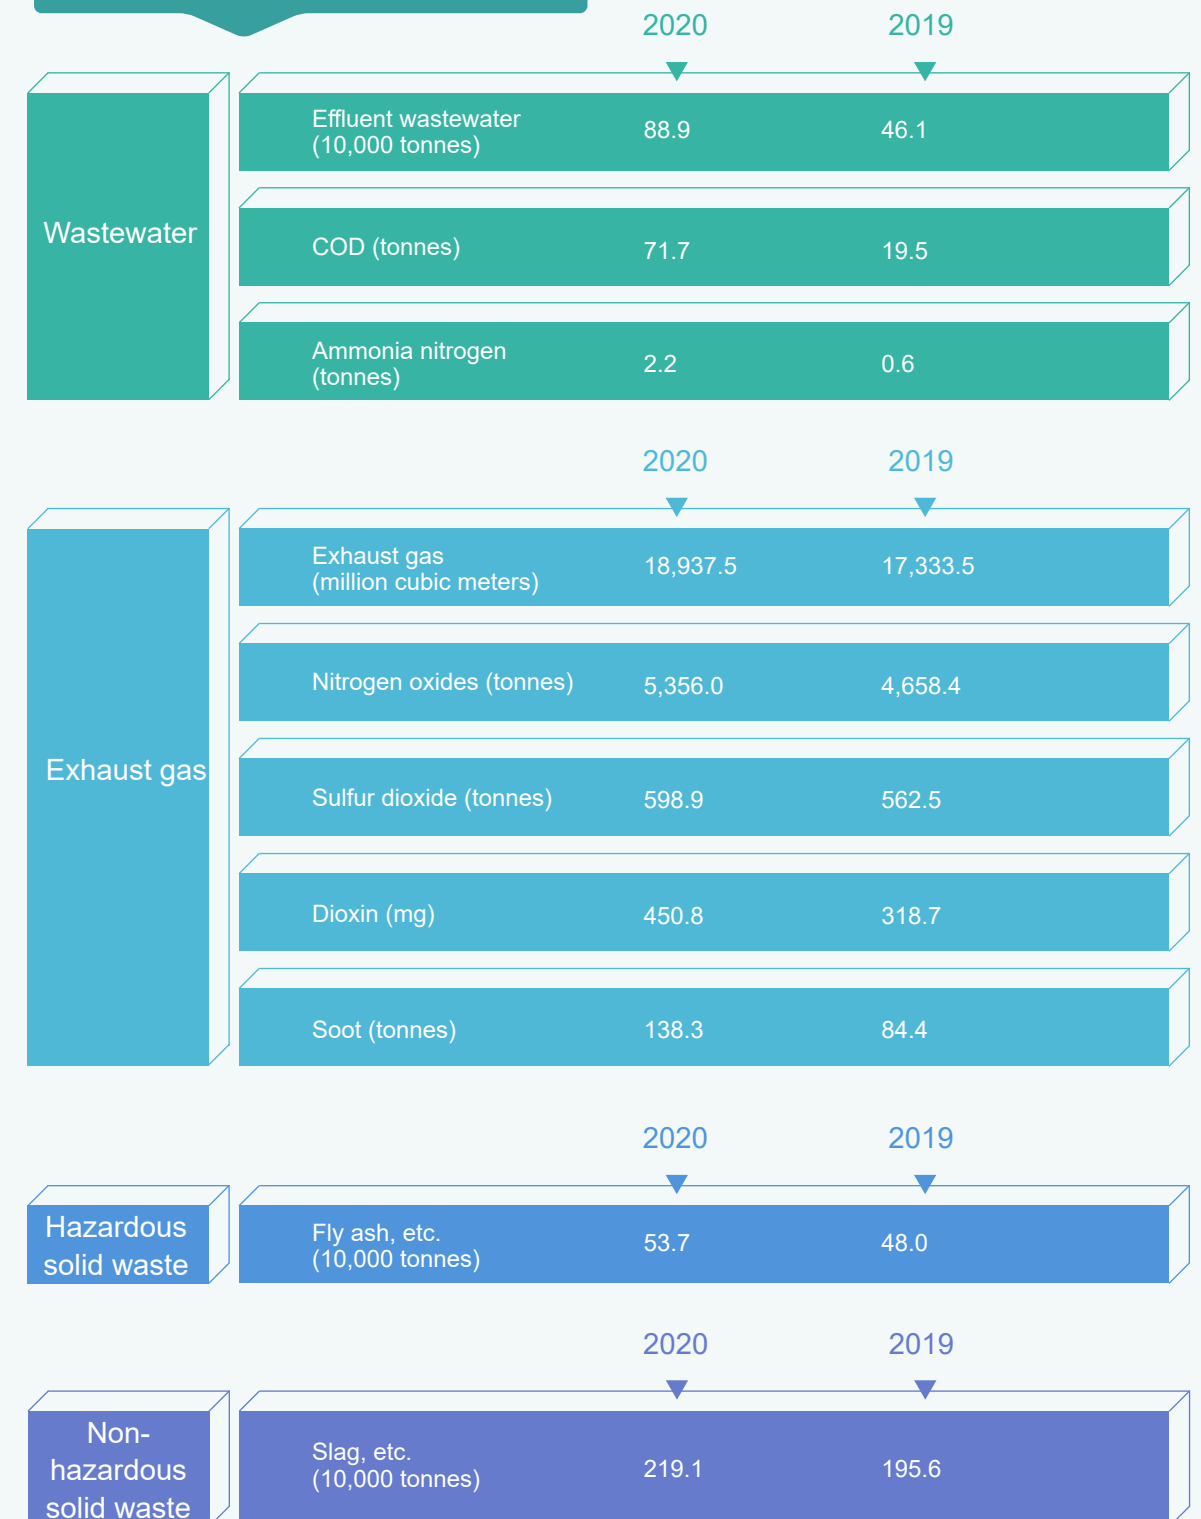 2020 2019
Wastewater
Effluent wastewater
(10,000 tonnes)
88.9 46.1
COD (tonnes) 71.7 19.5
Ammonia nitrogen
(tonnes)
2.2 0.6
2020 2019
Exhaust gas
Exhaust gas
(million cubic meters)
18,937.5 17,333.5
Nitrogen oxides (tonnes) 5,356.0 4,658.4
Sulfur dioxide (tonnes) 598.9 562.5
Dioxin (mg) 450.8 318.7
Soot (tonnes) 138.3 84.4
2020 2019
Hazardous
solid waste
Fly ash, etc.
(10,000 tonnes)
53.7 48.0
2020 2019
Non-
hazardous
solid waste
Slag, etc.
(10,000 tonnes)
219.1 195.6